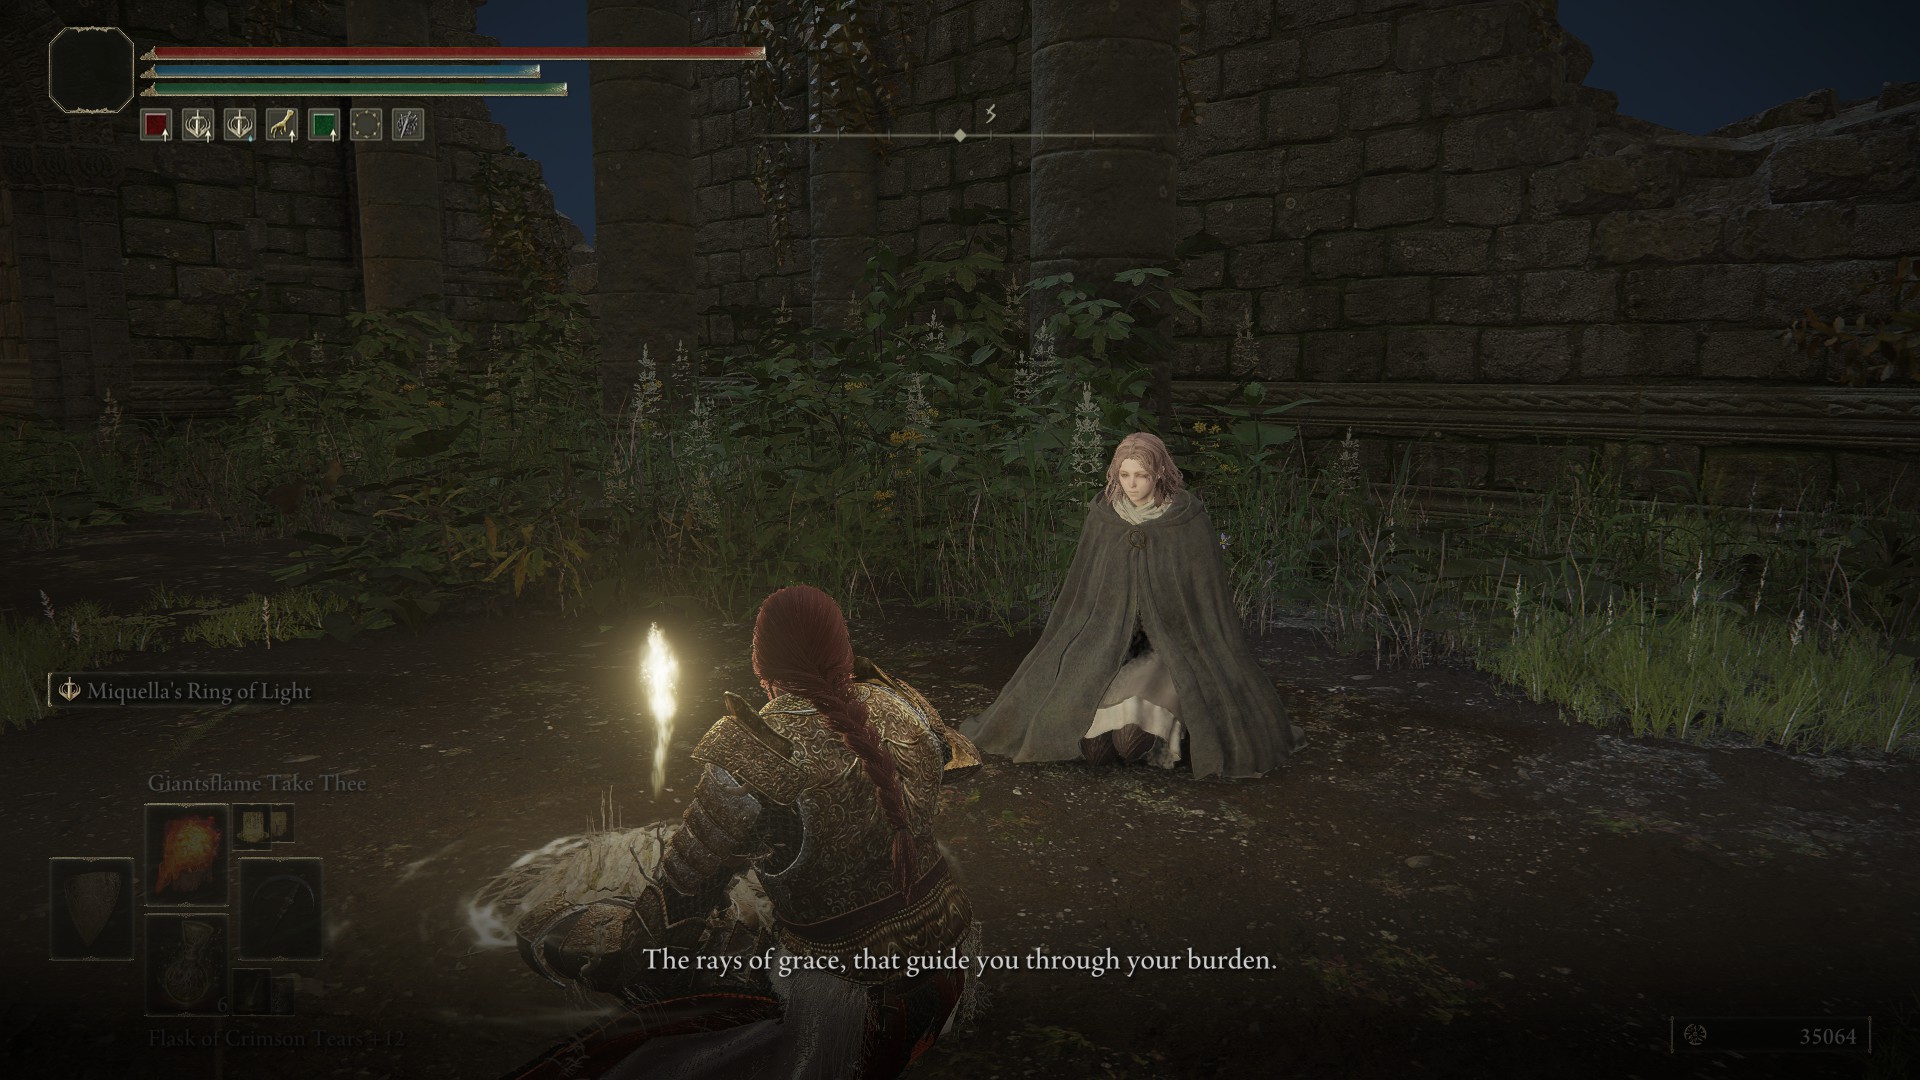 Miquella's Ring of Light
Giantsflame Take Thee
6
Flask of Crimson Tears +12
The rays of grace, that guide you through your burden.
35064